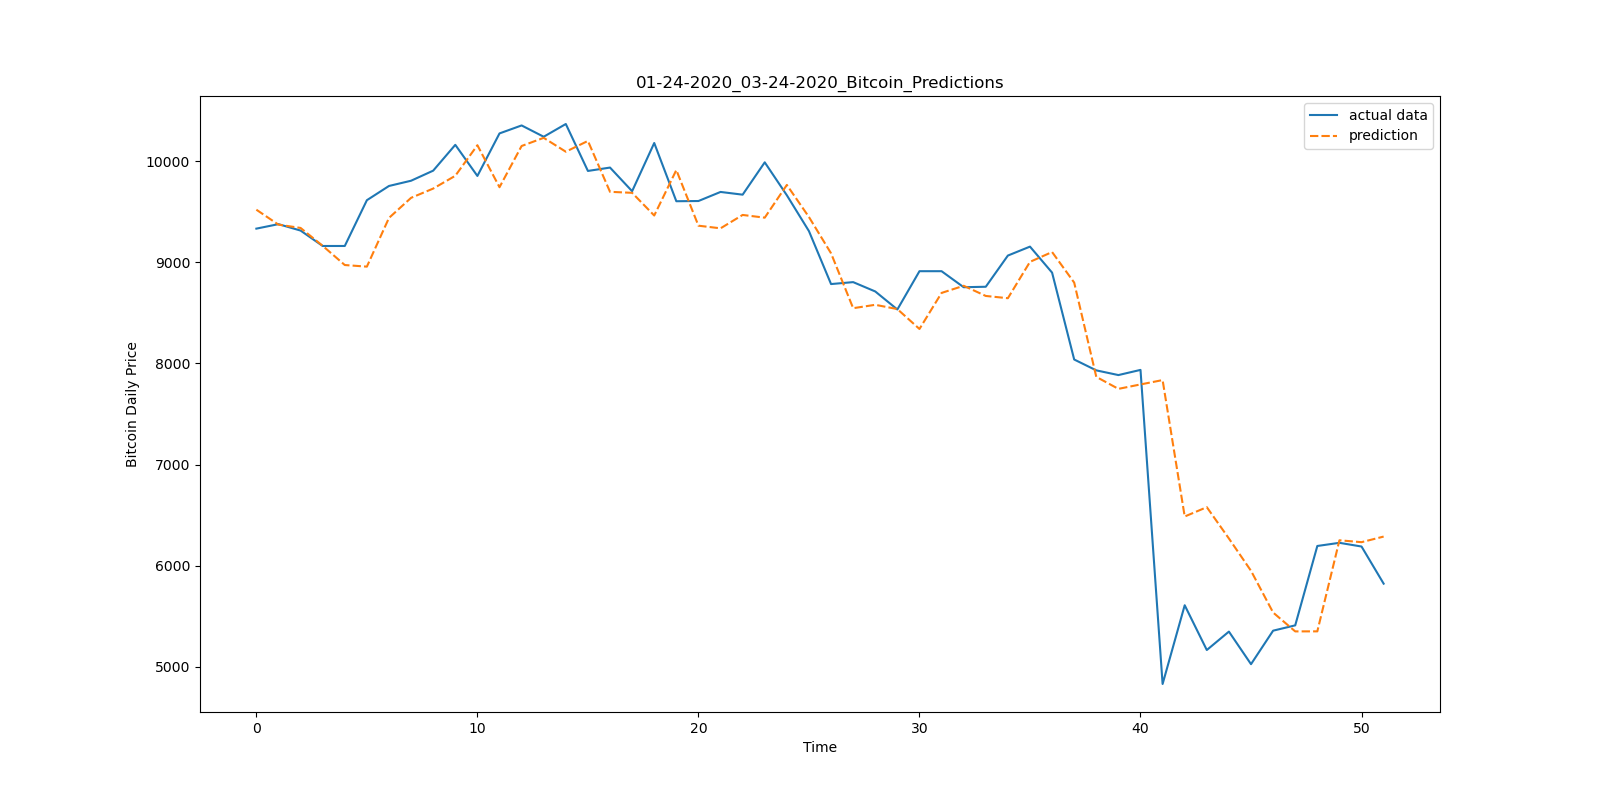 01-24-2020_03-24-2020_Bitcoin_Predictions
actual data
prediction
Bitcoin Daily Price
10000
9000
8000
7000
6000
5000
0 10 20 30 40 50
Time